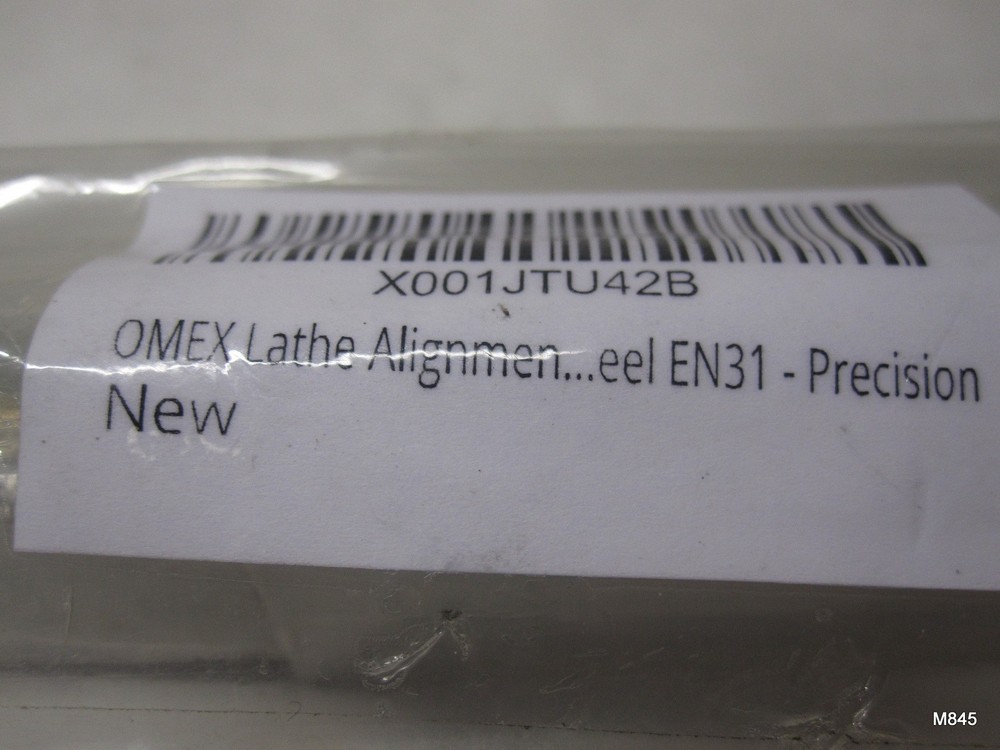 X001JTU42B
OMEX Lathe Alignmen...eel EN31 - Precision
New
M845